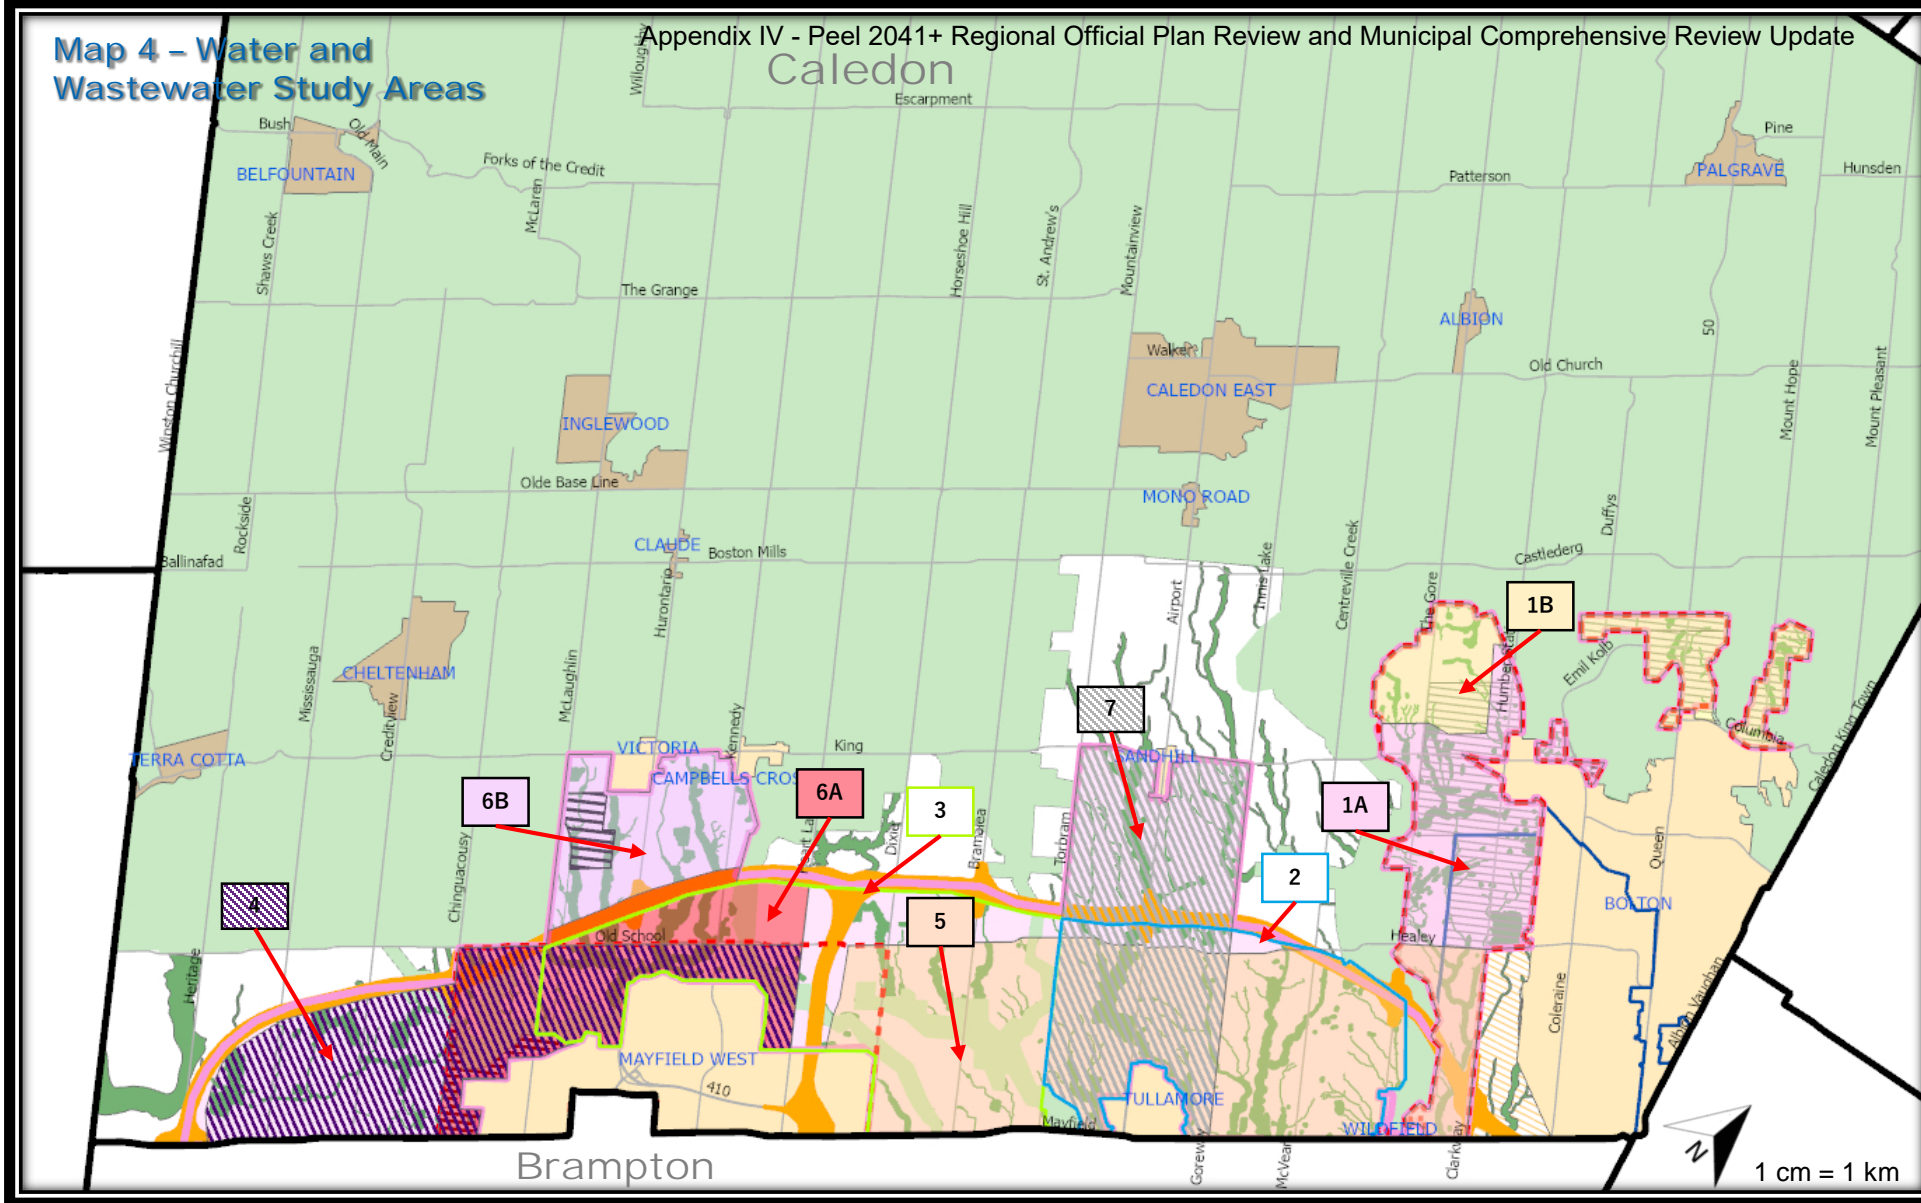 Appendix IV - Peel 2041+ Regional Official Plan Review and Municipal Comprehensive Review Update
Map 4 – Water and
Wastewater Study Areas
Caledon
Willoughby
Escarpment
Bush
Old Main
BELFOUNTAIN
Forks of the Credit
McLaren
Shaws Creek
Pine
PALGRAVE
Hunsden
Patterson
Horseshoe Hill
St. Andrew's
Mountainview
The Grange
Winston Churchill
ALBION
50
Walker
Old Church
CALEDON EAST
Mount Hope
Mount Pleasant
INGLEWOOD
Olde Base Line
MONO ROAD
Rockside
Duffys
CLAUDE
Boston Mills
Ballinafad
Castlederg
Centreville Creek
Innis Lake
Airport
The Gore
Hurontario
1B
Emil Kolb
CHELTENHAM
Mississauga
Creditview
McLaughlin
Kennedy
7
Columbia
Caledon King Town
TERRA COTTA
VICTORIA
King
SANDHILL
CAMPBELLS CROS
6B
6A
3
1A
Dixie
Bramalea
Torbram
Chinguacousy
Queen
2
4
5
BOLTON
Old School
Healey
Heritage
Coleraine
Albion Vaughan
MAYFIELD WEST
410
TULLAMORE
Mayfield
WILDFIELD
Brampton
Gorewa
McVean
Clarkway
N
1 cm = 1 km